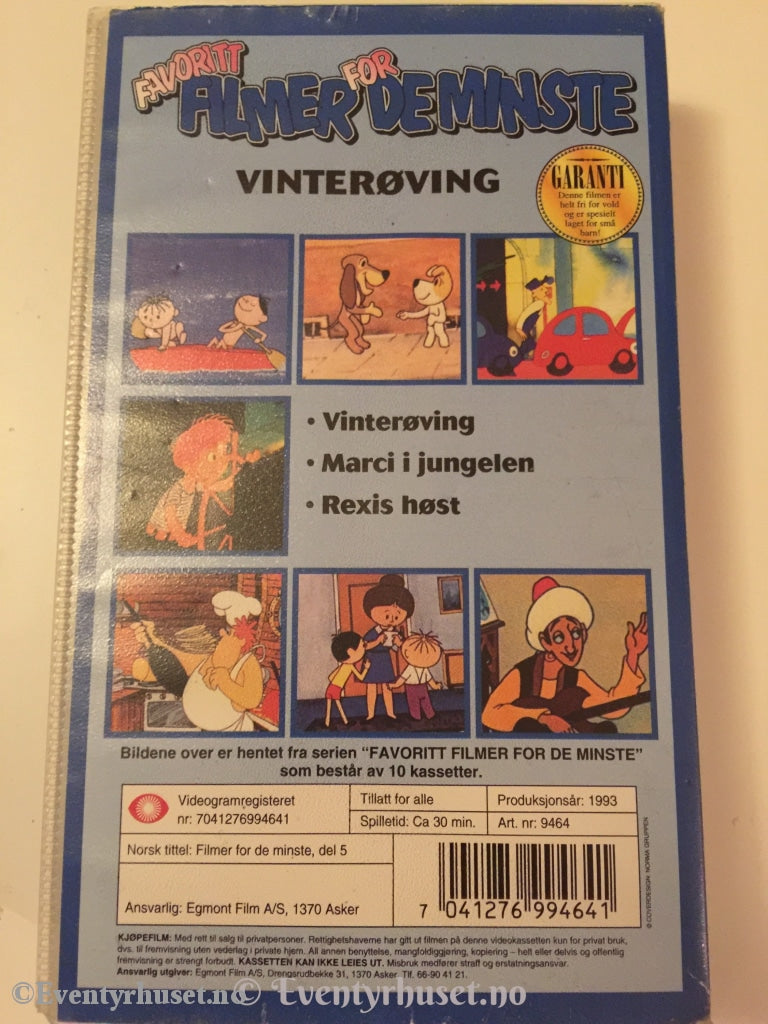 FAVORITT
FILMER FOR DE MINSTE
VINTERØVING
GARANTI
Denne filmen er
helt fri for vold
og er spesielt
laget for små
barn!
• Vinterøving
• Marci i jungelen
• Rexis høst
Bildene over er hentet fra serien "FAVORITT FILMER FOR DE MINSTE"
som består av 10 kassetter.
Videogramregisteret
nr: 7041276994641
Tillatt for alle
Produksjonsår: 1993
Spilletid: Ca 30 min.
Art. nr: 9464
Norsk tittel: Filmer for de minste, del 5
Ansvarlig: Egmont Film A/S, 1370 Asker
7 041276 994641
© COVERDESIGN: NORMA GRUPPEN
KJØPEFILM: Med rett til salg til privatpersoner. Rettighetshaverne har gitt ut filmen på denne videokassetten kun for privat bruk,
dvs. til fremvisning uten vederlag i private hjem. All annen benyttelse, mangfoldiggjøring, kopiering – helt eller delvis og offentlig
fremvisning er strengt forbudt. KASSETTEN KAN IKKE LEIES UT. Misbruk medfører straff og erstatningsansvar.
Ansvarlig utgiver: Egmont Film A/S, Drengsrudbekke 31, 1370 Asker. Tlf. 66-90 41 21.
©Eventyrhuset.no
© Eventyrhuset.no